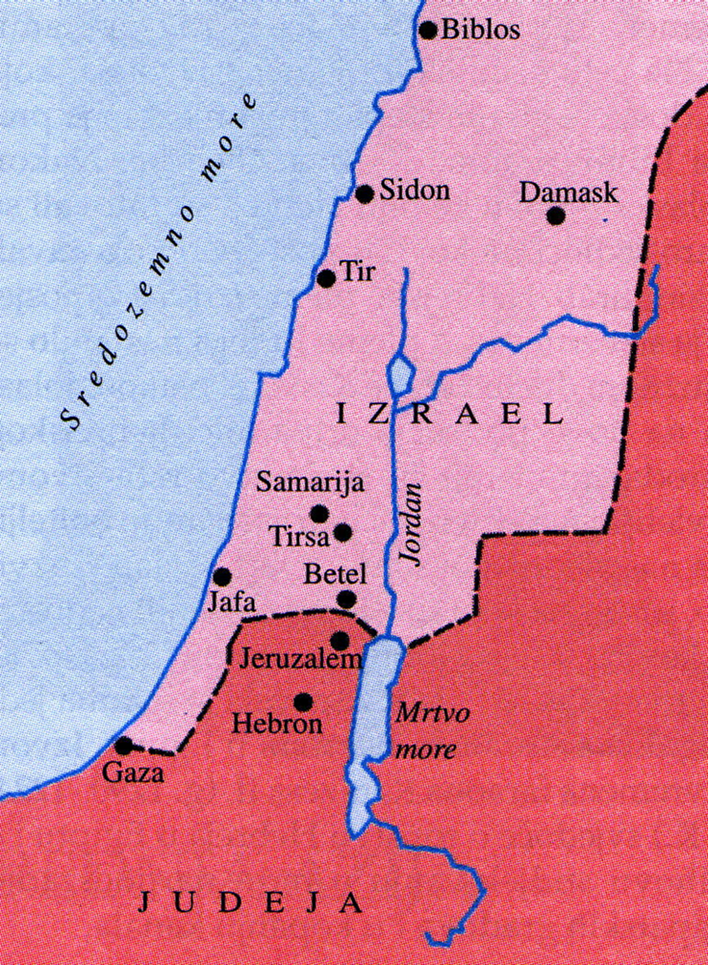 Biblos
Sredozemno more
Sidon
Damask
Tir
IZRAEL
Samarija
Tirsa
Jordan
Betel
Jafa
Jeruzalem
Hebron
Mrtvo
more
Gaza
JUDEJA